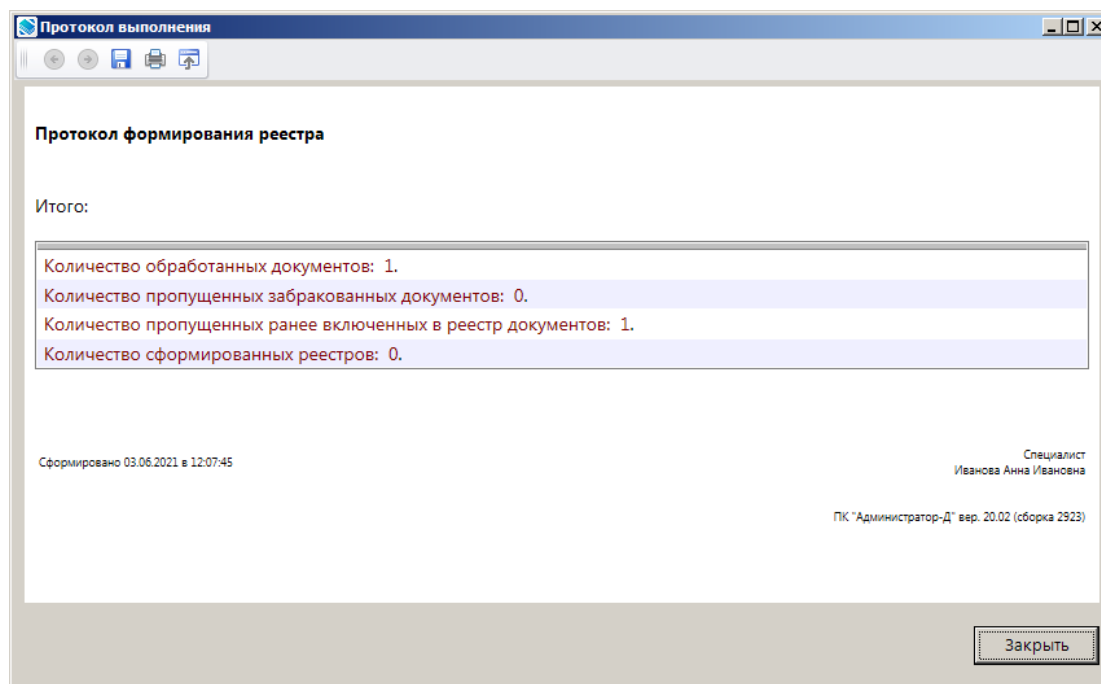 Протокол выполнения
Протокол формирования реестра
Итого:
Количество обработанных документов: 1.
Количество пропущенных забракованных документов: 0.
Количество пропущенных ранее включенных в реестр документов: 1.
Количество сформированных реестров: 0.
Сформировано 03.06.2021 в 12:07:45
Специалист
Иванова Анна Ивановна
ПК "Администратор-Д" вер. 20.02 (сборка 2923)
Закрыть